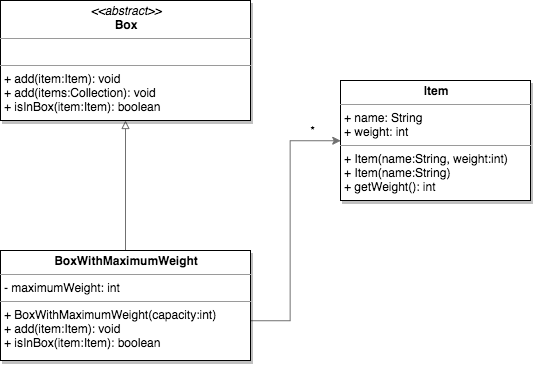 <<abstract>>
Box
+ add(item:Item): void
+ add(items:Collection): void
+ isInBox(item:Item): boolean
Item
+ name: String
+ weight: int
+ Item(name:String, weight:int)
+ Item(name:String)
+ getWeight(): int
*
BoxWithMaximumWeight
- maximumWeight: int
+ BoxWithMaximumWeight(capacity:int)
+ add(item:Item): void
+ isInBox(item:Item): boolean